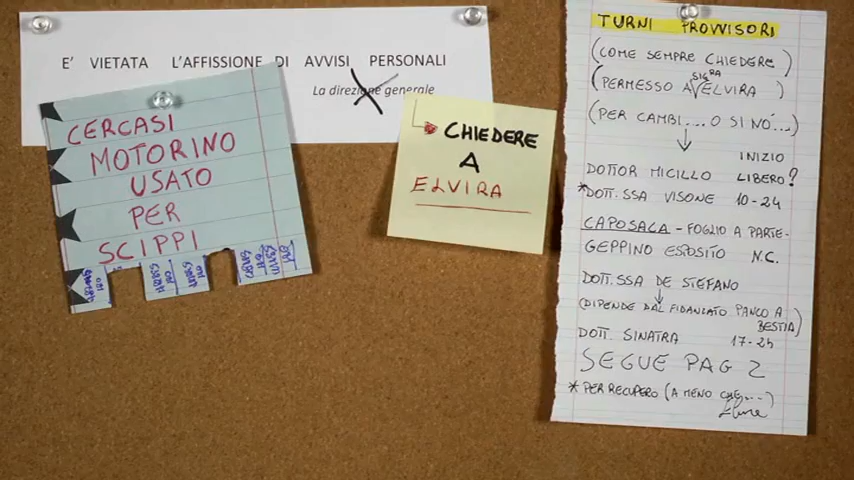 E' VIETATA L'AFFISSIONE DI AVVISI PERSONALI
La direzione generale
CERCASI
MOTORINO
USATO
PER
SCIPPI
CHIEDERE
A
ELVIRA
TURNI PROVVISORI
(COME SEMPRE CHIEDERE)
(PERMESSO A SIG.RA ELVIRA)
(PER CAMBI....O SI NÓ...)
INIZIO
DOTTOR MICILLO LIBERO?
*DOTT.SSA VISONE 10-24
CAPOSALA - FOGLIO A PARTE-
GEPPINO ESPOSITO N.C.
DOTT.SSA DE STEFANO
(DIPENDE DAL FIDANZATO PANCO A
BESTIA)
DOTT. SINATRA 17-24
SEGUE PAG 2
*PER RECUPERO (A MENO CHE....)